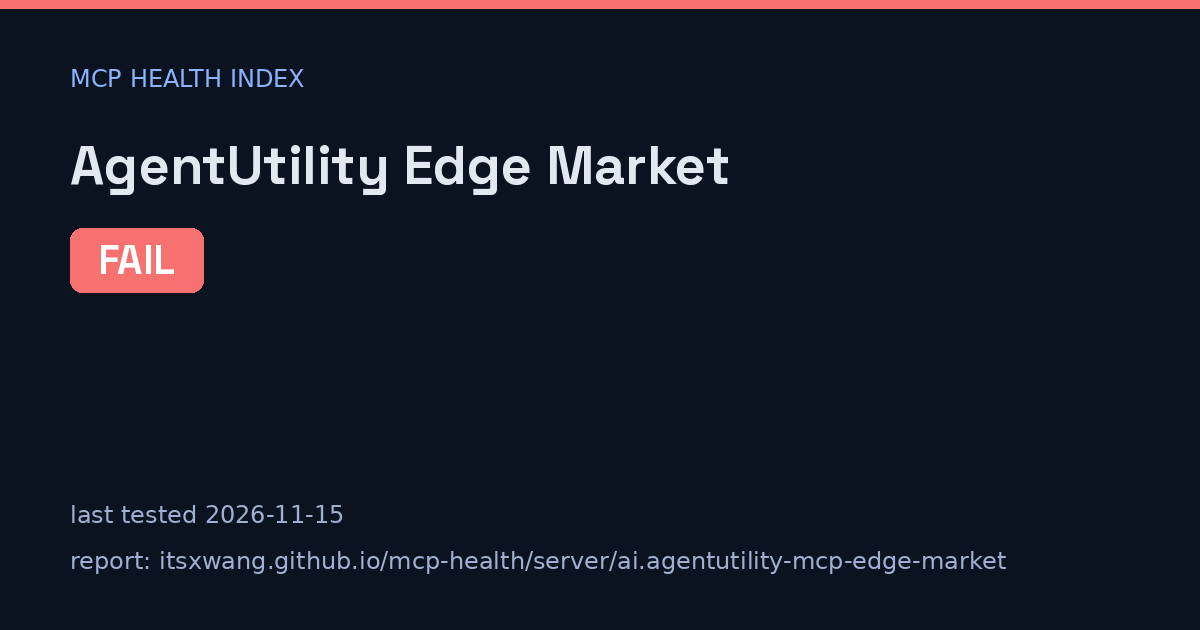 MCP HEALTH INDEX
AgentUtility Edge Market
FAIL
last tested 2026-11-15
report: itsxwang.github.io/mcp-health/server/ai.agentutility-mcp-edge-market